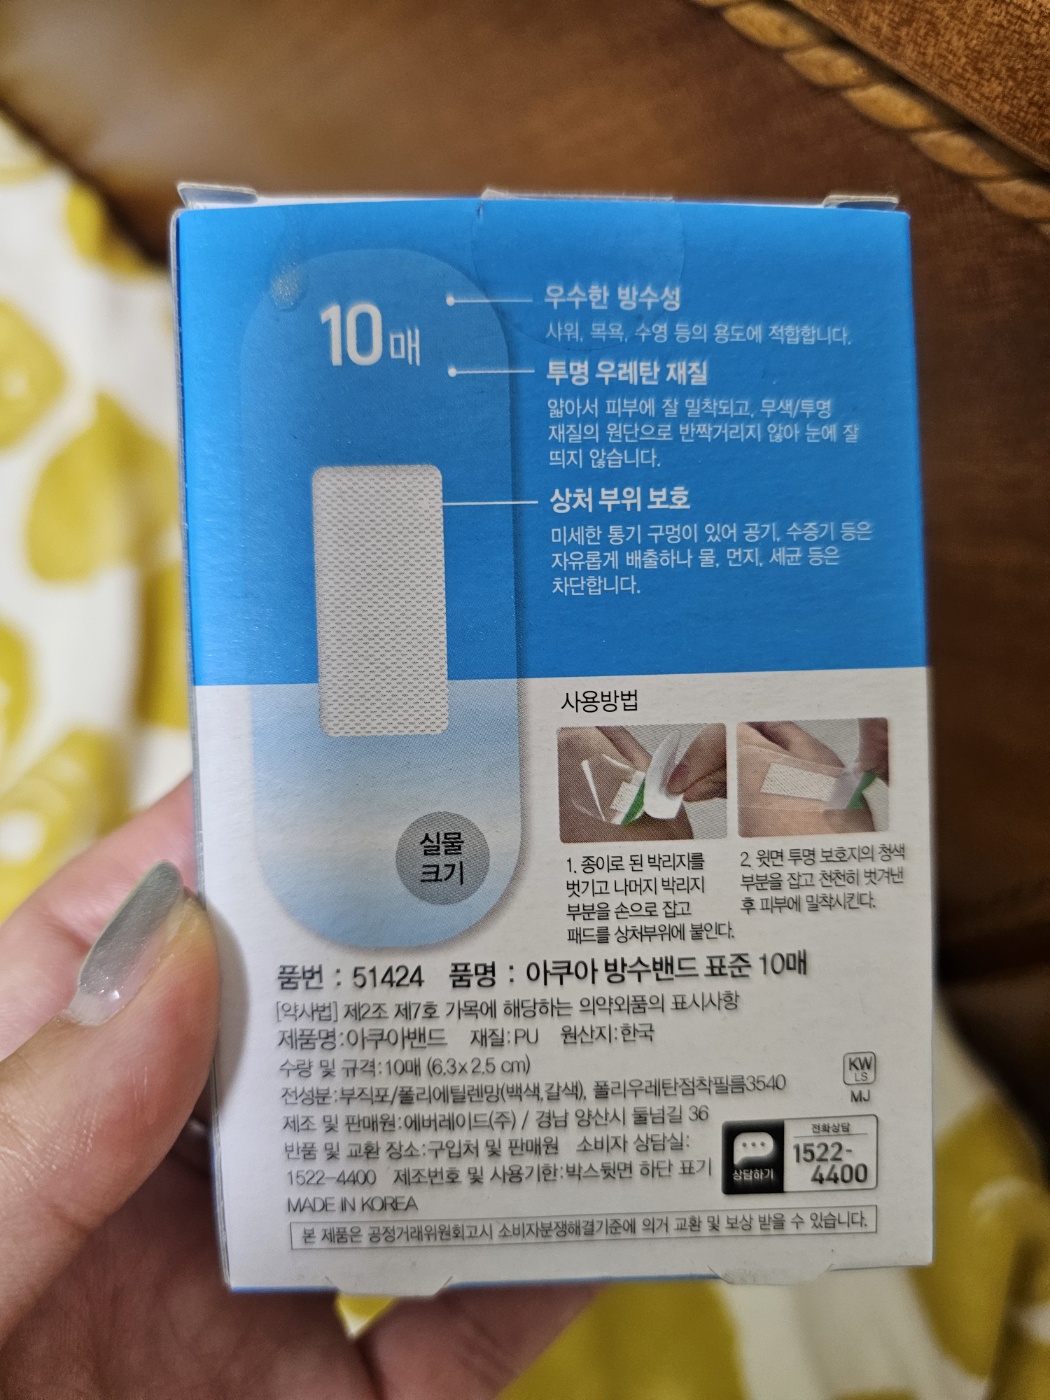 10매
우수한 방수성
샤워, 목욕, 수영 등의 용도에 적합합니다.
투명 우레탄 재질
얇아서 피부에 잘 밀착되고, 무색/투명
재질의 원단으로 반짝거리지 않아 눈에 잘
띄지 않습니다.
상처 부위 보호
미세한 통기 구멍이 있어 공기, 수증기 등은
자유롭게 배출하나 물, 먼지, 세균 등은
차단합니다.
실물
크기
사용방법
1. 종이로 된 박리지를
벗기고 나머지 박리지
부분을 손으로 잡고
패드를 상처부위에 붙인다.
2. 윗면 투명 보호지의 청색
부분을 잡고 천천히 벗겨낸
후 피부에 밀착시킨다.
품번 : 51424 품명 : 아쿠아 방수밴드 표준 10매
[약사법] 제2조 제7호 가목에 해당하는 의약외품의 표시사항
제품명:아쿠아밴드 재질:PU 원산지:한국
수량 및 규격:10매 (6.3x2.5 cm)
전성분:부직포/폴리에틸렌망(백색,갈색), 폴리우레탄점착필름3540
제조 및 판매원:에버레이드(주) / 경남 양산시 둘넘길 36
반품 및 교환 장소:구입처 및 판매원 소비자 상담실:
1522-4400 제조번호 및 사용기한:박스뒷면 하단 표기
MADE IN KOREA
KW
LS
MJ
상담하기
전화상담
1522-
4400
본 제품은 공정거래위원회고시 소비자분쟁해결기준에 의거 교환 및 보상 받을 수 있습니다.